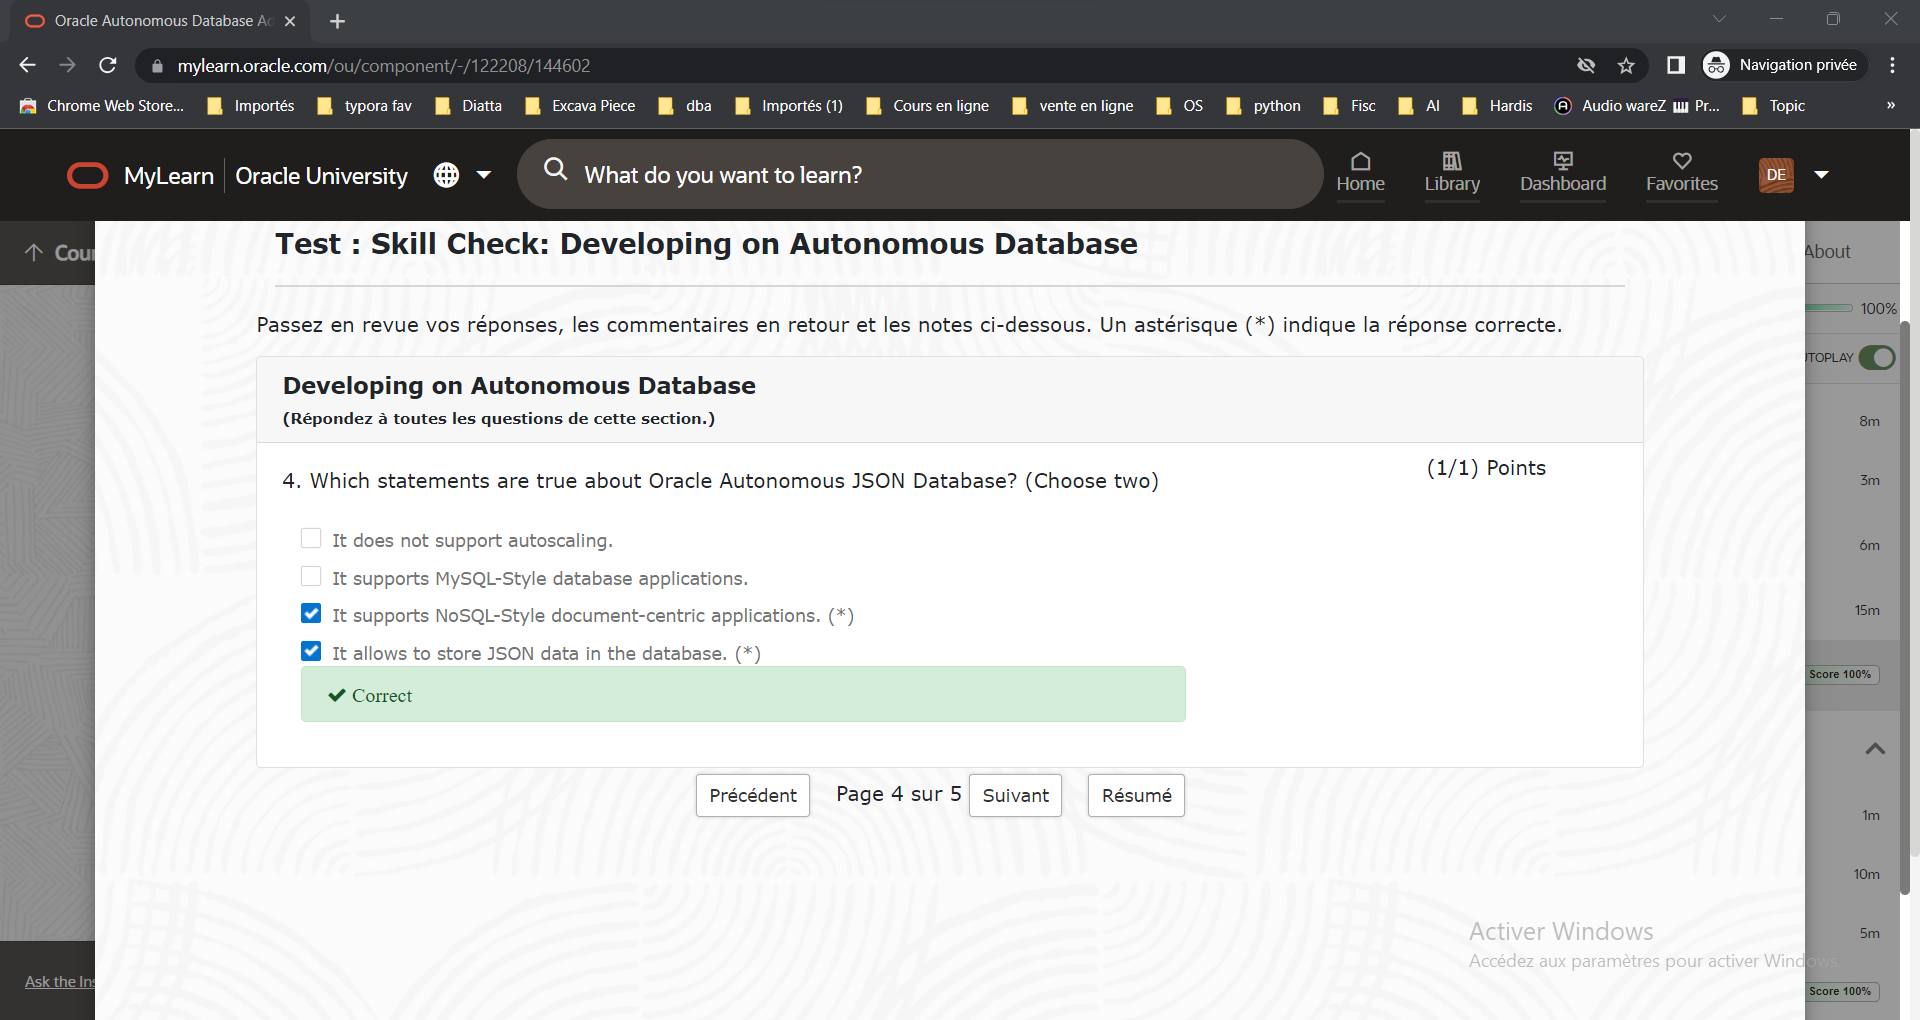 Oracle Autonomous Database Ad
mylearn.oracle.com/ou/component/-/122208/144602
Navigation privée
Chrome Web Store... Importés typora fav Diatta Excava Piece dba Importés (1) Cours en ligne vente en ligne OS python Fisc AI Hardis Audio wareZ Pr... Topic »
MyLearn Oracle University What do you want to learn? Home Library Dashboard Favorites DE
Cour
About
Test : Skill Check: Developing on Autonomous Database
100%
Passez en revue vos réponses, les commentaires en retour et les notes ci-dessous. Un astérisque (*) indique la réponse correcte.
TOPLAY
Developing on Autonomous Database
(Répondez à toutes les questions de cette section.)
8m
4. Which statements are true about Oracle Autonomous JSON Database? (Choose two)
(1/1) Points
3m
It does not support autoscaling.
6m
It supports MySQL-Style database applications.
It supports NoSQL-Style document-centric applications. (*)
15m
It allows to store JSON data in the database. (*)
Score 100%
Correct
Précédent Page 4 sur 5 Suivant Résumé
1m
10m
Activer Windows
5m
Accédez aux paramètres pour activer Windows.
Ask the Ins
Score 100%